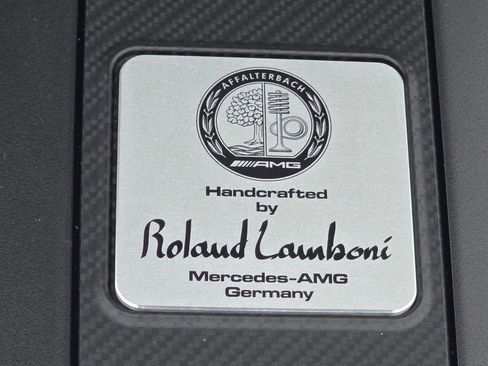 AFFALTERBACH
AMG
Handcrafted
by
Roland Lamboni
Mercedes-AMG
Germany